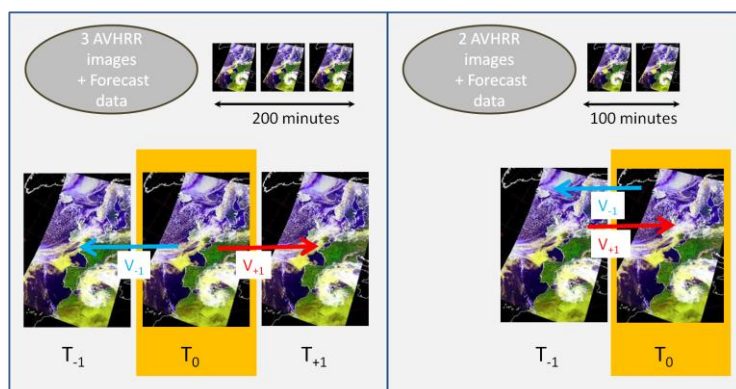 3 AVHRR
images
+ Forecast
data
200 minutes
V-1
V+1
T-1
T0
T+1
2 AVHRR
images
+ Forecast
data
100 minutes
V-1
V+1
T-1
T0